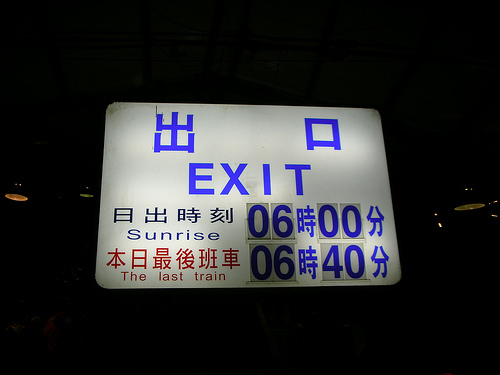 出口
EXIT
日出時刻 06時00分
Sunrise
本日最後班車 06時40分
The last train